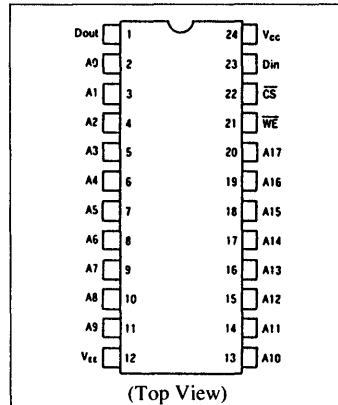 Dout 1 24 Vcc
A0 2 23 Din
A1 3 22 C̅S̅
A2 4 21 W̅E̅
A3 5 20 A17
A4 6 19 A16
A5 7 18 A15
A6 8 17 A14
A7 9 16 A13
A8 10 15 A12
A9 11 14 A11
VEE 12 13 A10
(Top View)